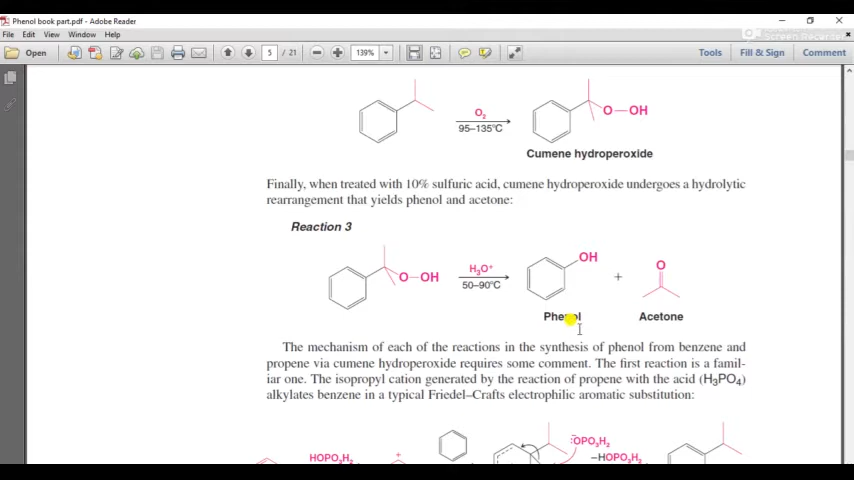 Phenol book part.pdf - Adobe Reader
File Edit View Window Help
Open 5 / 21 139% Tools Fill & Sign Comment
O₂
95–135°C
O—OH
Cumene hydroperoxide
Finally, when treated with 10% sulfuric acid, cumene hydroperoxide undergoes a hydrolytic
rearrangement that yields phenol and acetone:
Reaction 3
O—OH
H₃O⁺
50–90°C
OH
+
O
Phenol
Acetone
The mechanism of each of the reactions in the synthesis of phenol from benzene and
propene via cumene hydroperoxide requires some comment. The first reaction is a famil-
iar one. The isopropyl cation generated by the reaction of propene with the acid (H₃PO₄)
alkylates benzene in a typical Friedel–Crafts electrophilic aromatic substitution:
HOPO₃H₂
+
:OPO₃H₂
–HOPO₃H₂